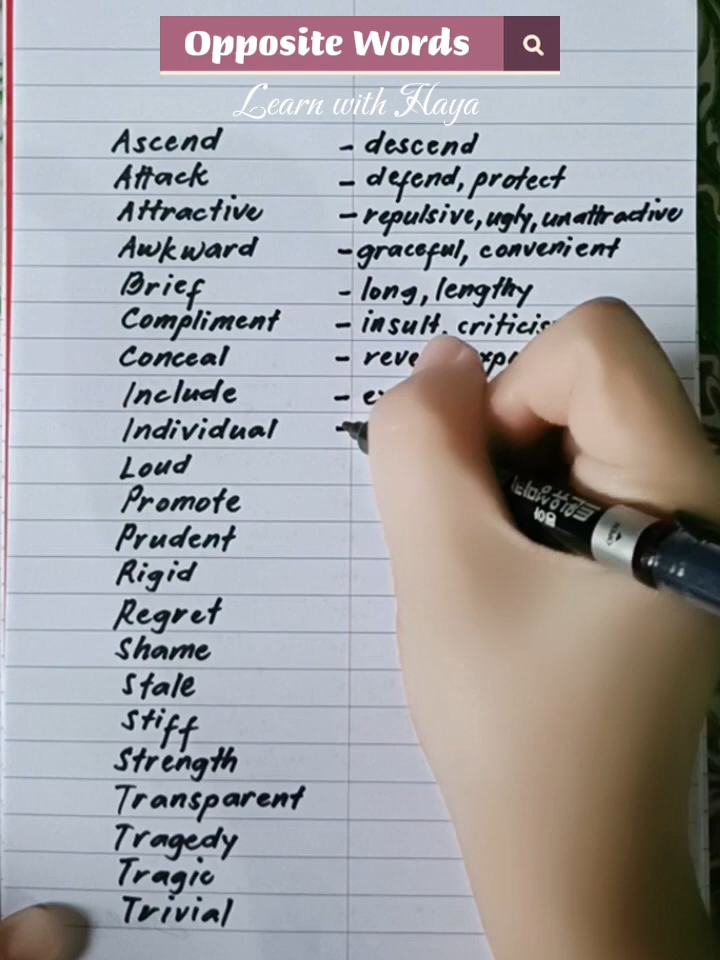 Opposite Words
Learn with Haya
Ascend - descend
Attack - defend, protect
Attractive - repulsive, ugly, unattractive
Awkward - graceful, convenient
Brief - long, lengthy
Compliment - insult,
Conceal -
Include -
Individual -
Loud
Promote
Prudent
Rigid
Regret
Shame
Stale
Stiff
Strength
Transparent
Tragedy
Tragic
Trivial